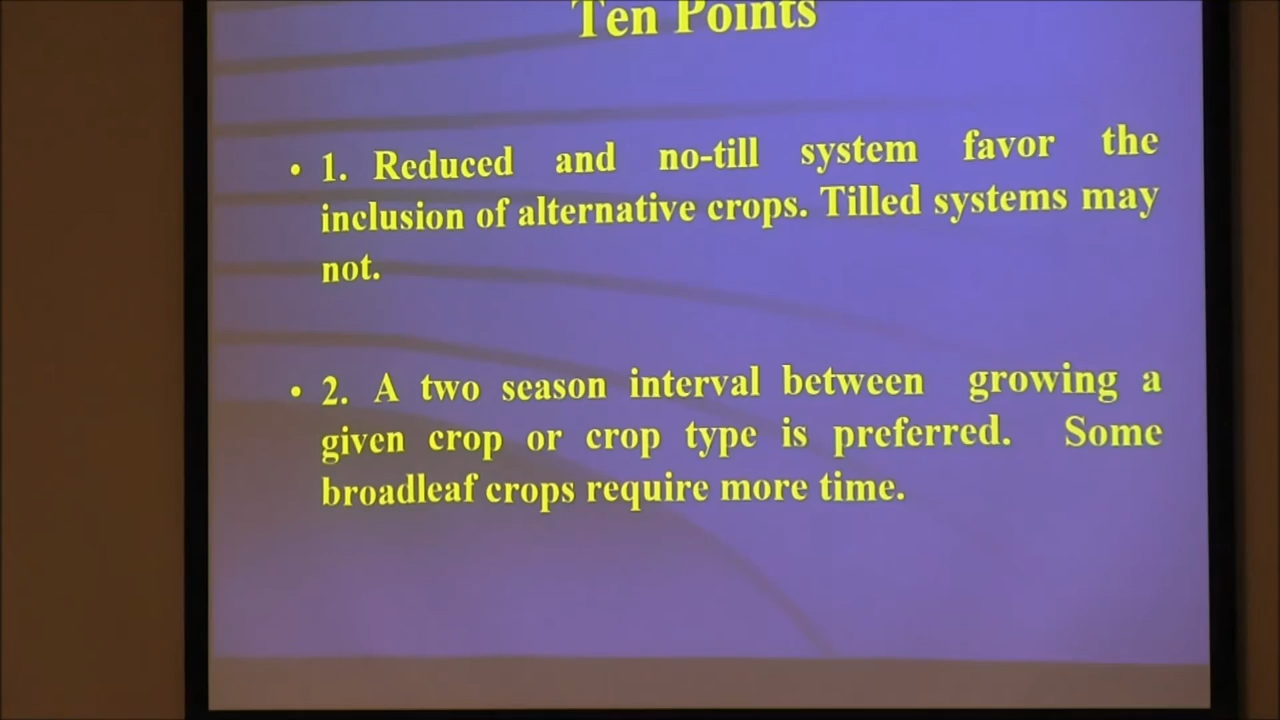 Ten Points
• 1. Reduced and no-till system favor the
inclusion of alternative crops. Tilled systems may
not.
• 2. A two season interval between growing a
given crop or crop type is preferred. Some
broadleaf crops require more time.